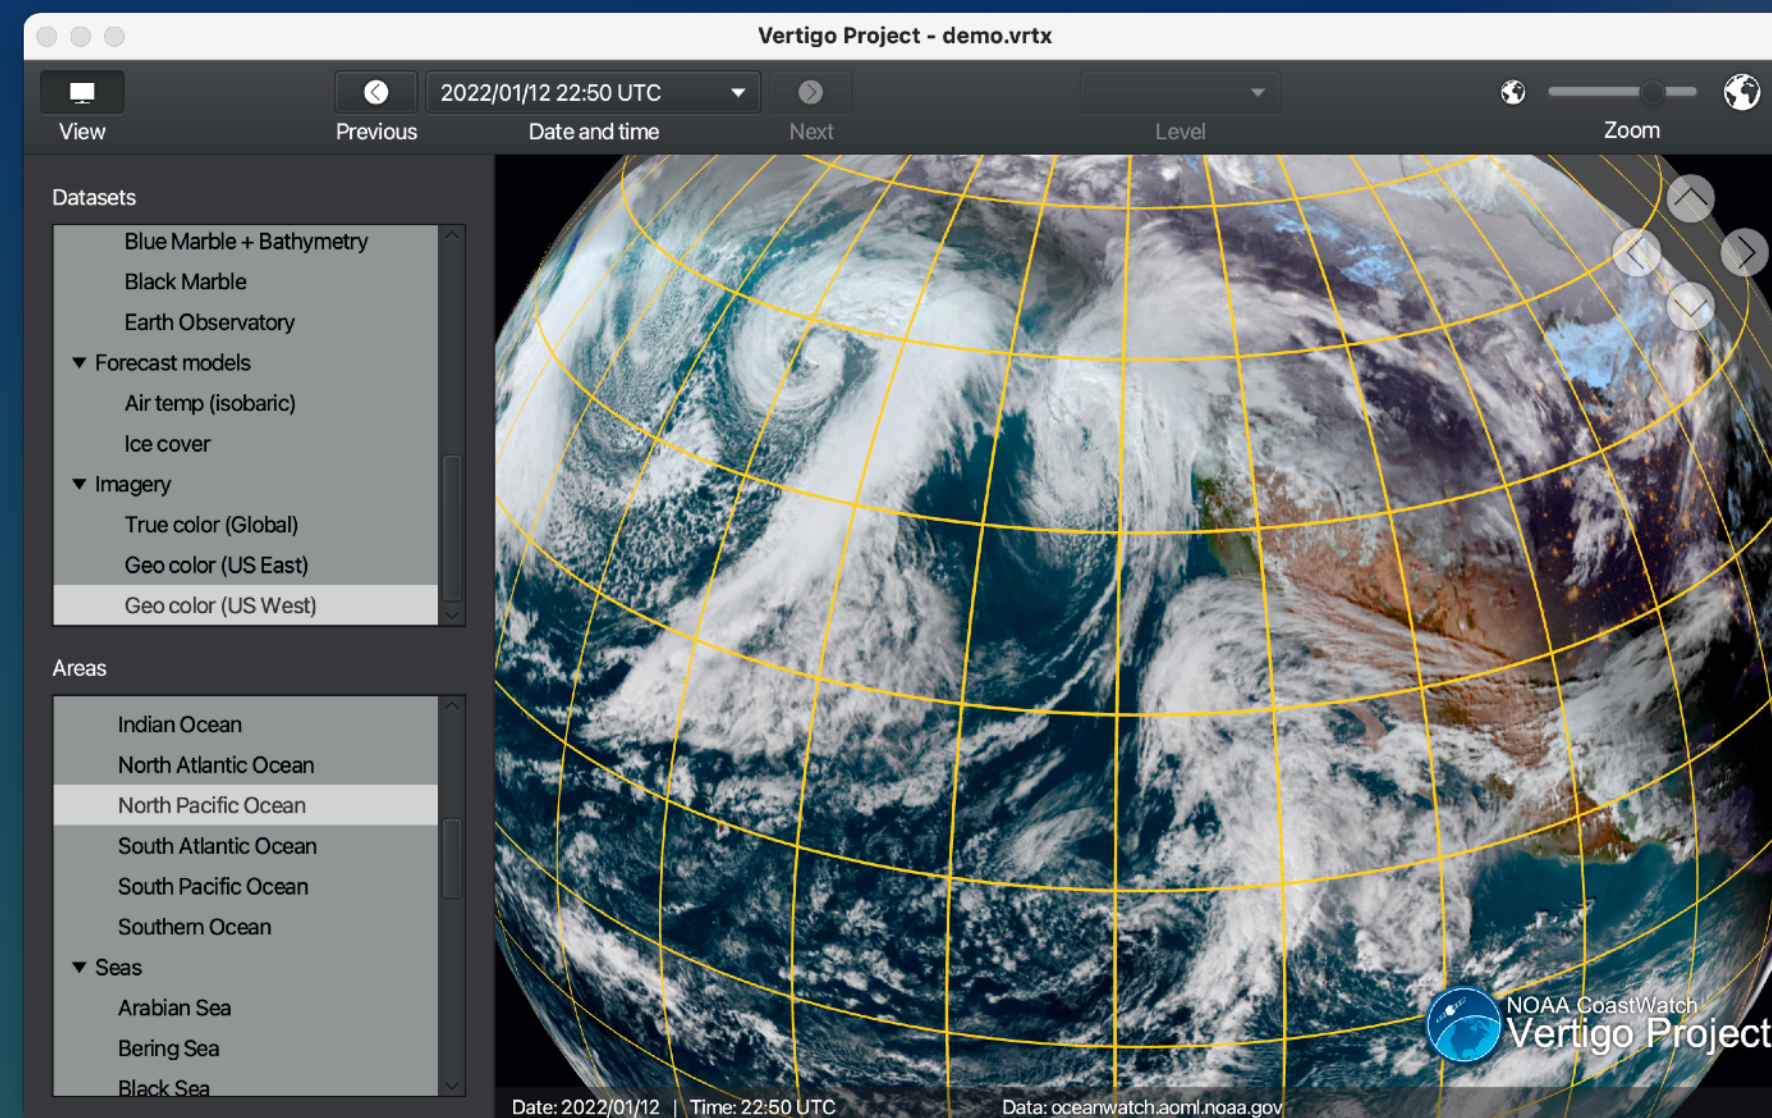 Vertigo Project - demo.vrtx
2022/01/12 22:50 UTC
View
Previous
Date and time
Next
Level
Zoom
Datasets
Blue Marble + Bathymetry
Black Marble
Earth Observatory
Forecast models
Air temp (isobaric)
Ice cover
Imagery
True color (Global)
Geo color (US East)
Geo color (US West)
Areas
Indian Ocean
North Atlantic Ocean
North Pacific Ocean
South Atlantic Ocean
South Pacific Ocean
Southern Ocean
Seas
Arabian Sea
Bering Sea
Black Sea
NOAA CoastWatch
Vertigo Project
Date: 2022/01/12 | Time: 22:50 UTC
Data: oceanwatch.aoml.noaa.gov